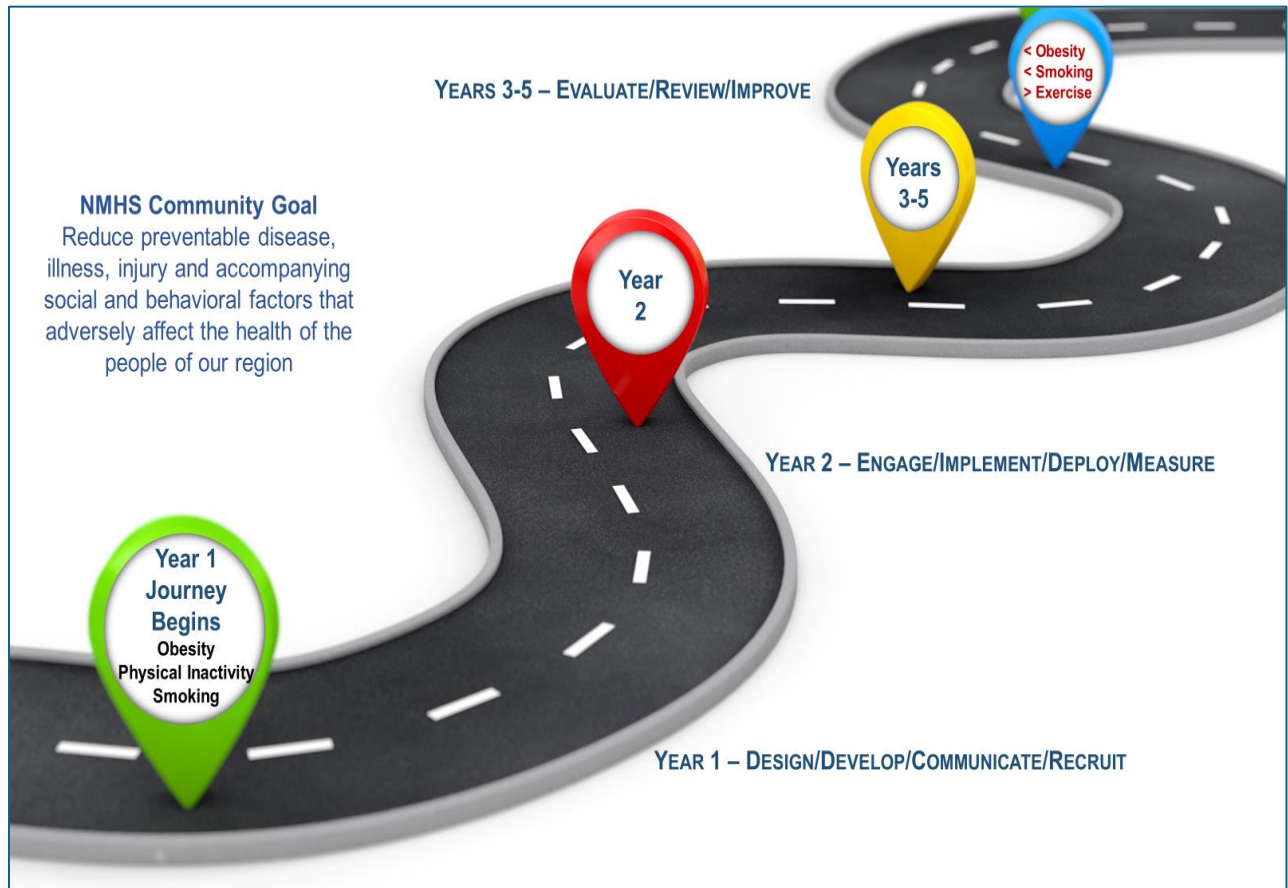 YEARS 3-5 – EVALUATE/REVIEW/IMPROVE
< Obesity
< Smoking
> Exercise
Years
3-5
NMHS Community Goal
Reduce preventable disease,
illness, injury and accompanying
social and behavioral factors that
adversely affect the health of the
people of our region
Year
2
YEAR 2 – ENGAGE/IMPLEMENT/DEPLOY/MEASURE
Year 1
Journey
Begins
Obesity
Physical Inactivity
Smoking
YEAR 1 – DESIGN/DEVELOP/COMMUNICATE/RECRUIT